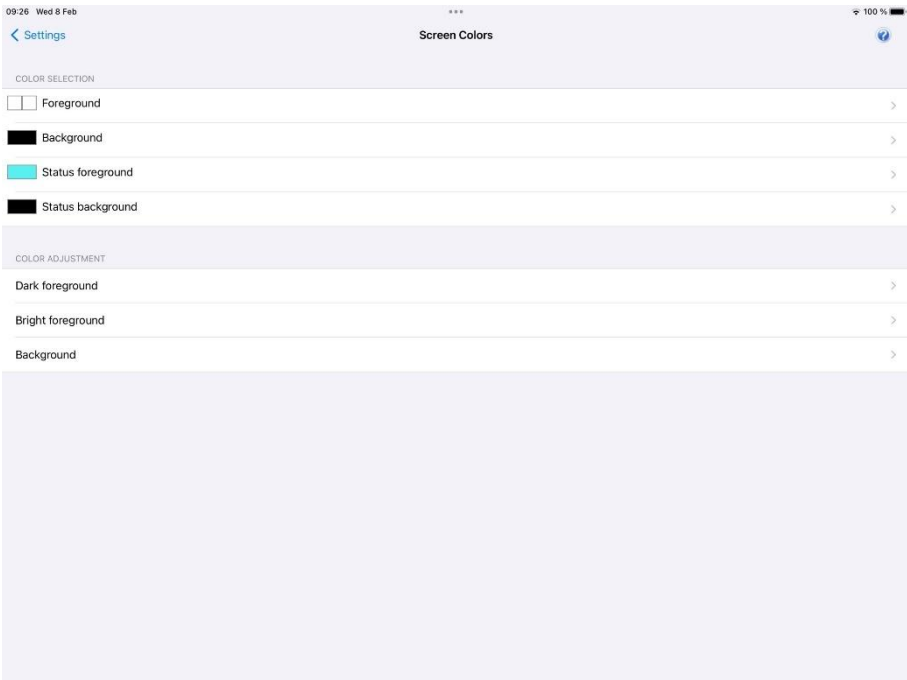 09:26 Wed 8 Feb
100 %
Settings
Screen Colors
?
COLOR SELECTION
Foreground
Background
Status foreground
Status background
COLOR ADJUSTMENT
Dark foreground
Bright foreground
Background